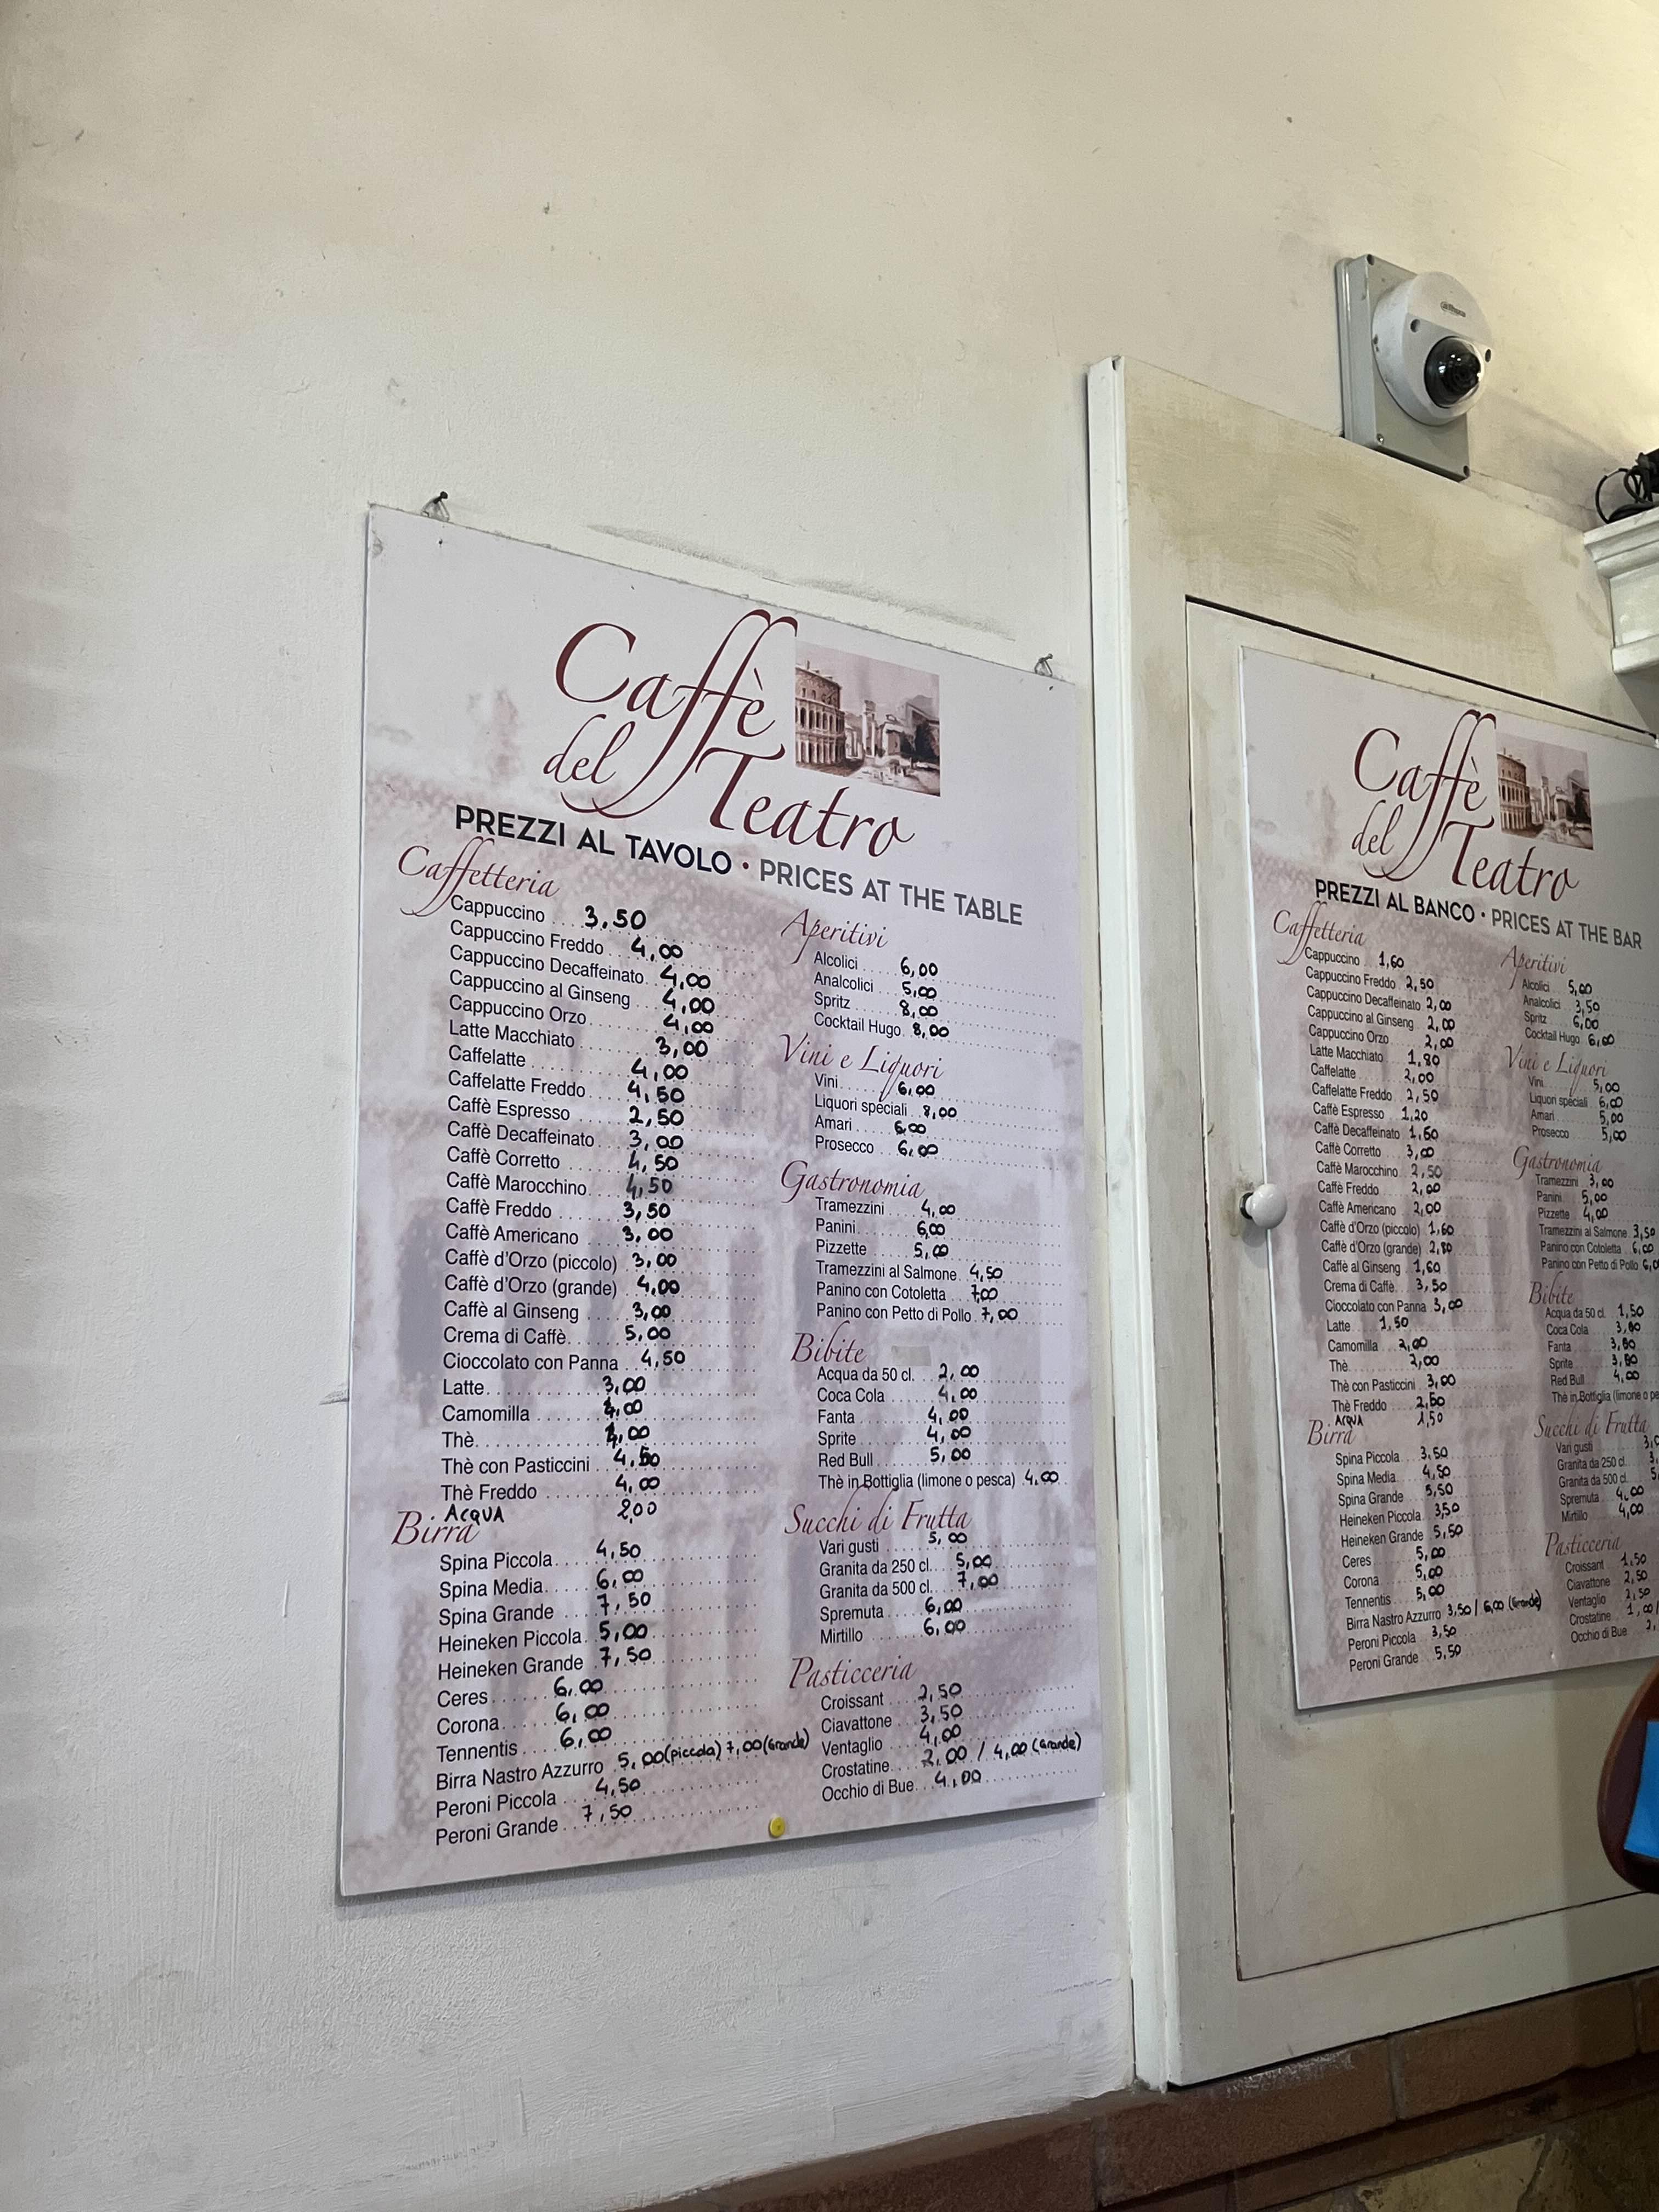 Caffè
del Teatro
PREZZI AL TAVOLO • PRICES AT THE TABLE
Caffetteria
Cappuccino 3,50
Cappuccino Freddo 4,00
Cappuccino Decaffeinato 4,00
Cappuccino al Ginseng 4,00
Cappuccino Orzo 4,00
Latte Macchiato 3,00
Caffelatte 4,00
Caffelatte Freddo 4,50
Caffè Espresso 2,50
Caffè Decaffeinato 3,00
Caffè Corretto 4,50
Caffè Marocchino 4,50
Caffè Freddo 3,50
Caffè Americano 3,00
Caffè d'Orzo (piccolo) 3,00
Caffè d'Orzo (grande) 4,00
Caffè al Ginseng 3,00
Crema di Caffè 5,00
Cioccolato con Panna 4,50
Latte 3,00
Camomilla 4,00
Thè 4,00
Thè con Pasticcini 4,50
Thè Freddo 4,00
ACQUA 2,00
Birra
Spina Piccola 4,50
Spina Media 6,00
Spina Grande 7,50
Heineken Piccola 5,00
Heineken Grande 7,50
Ceres 6,00
Corona 6,00
Tennentis 6,00
Birra Nastro Azzurro 5,00 (piccola) 7,00 (Grande)
Peroni Piccola 4,50
Peroni Grande 7,50
Aperitivi
Alcolici 6,00
Analcolici 5,00
Spritz 8,00
Cocktail Hugo 8,00
Vini e Liquori
Vini 6,00
Liquori speciali 8,00
Amari 6,00
Prosecco 6,00
Gastronomia
Tramezzini 4,00
Panini 6,00
Pizzette 5,00
Tramezzini al Salmone 4,50
Panino con Cotoletta 7,00
Panino con Petto di Pollo 7,00
Bibite
Acqua da 50 cl. 2,00
Coca Cola 4,00
Fanta 4,00
Sprite 4,00
Red Bull 5,00
Thè in Bottiglia (limone o pesca) 4,00
Succhi di Frutta
Vari gusti 5,00
Granita da 250 cl. 5,00
Granita da 500 cl. 7,00
Spremuta 6,00
Mirtillo 6,00
Pasticceria
Croissant 2,50
Ciavattone 3,50
Ventaglio 4,00
Crostatine 2,00 / 4,00 (Grande)
Occhio di Bue 4,00
Caffè
del Teatro
PREZZI AL BANCO • PRICES AT THE BAR
Caffetteria
Cappuccino 1,60
Cappuccino Freddo 2,50
Cappuccino Decaffeinato 2,00
Cappuccino al Ginseng 2,00
Cappuccino Orzo 2,00
Latte Macchiato 1,80
Caffelatte 2,00
Caffelatte Freddo 2,50
Caffè Espresso 1,20
Caffè Decaffeinato 1,60
Caffè Corretto 3,00
Caffè Marocchino 2,50
Caffè Freddo 2,00
Caffè Americano 2,00
Caffè d'Orzo (piccolo) 1,60
Caffè d'Orzo (grande) 2,80
Caffè al Ginseng 1,60
Crema di Caffè 3,50
Cioccolato con Panna 3,00
Latte 1,50
Camomilla 2,00
Thè 2,00
Thè con Pasticcini 3,00
Thè Freddo 2,50
ACQUA 1,50
Birra
Spina Piccola 3,50
Spina Media 4,50
Spina Grande 5,50
Heineken Piccola 3,50
Heineken Grande 5,50
Ceres 5,00
Corona 5,00
Tennentis 5,00
Birra Nastro Azzurro 3,50 / 6,00 (Grande)
Peroni Piccola 3,50
Peroni Grande 5,50
Aperitivi
Alcolici 5,00
Analcolici 3,50
Spritz 6,00
Cocktail Hugo 6,00
Vini e Liquori
Vini 5,00
Liquori speciali 6,00
Amari 5,00
Prosecco 5,00
Gastronomia
Tramezzini 3,00
Panini 5,00
Pizzette 4,00
Tramezzini al Salmone 3,50
Panino con Cotoletta 6,00
Panino con Petto di Pollo
Bibite
Acqua da 50 cl. 1,50
Coca Cola 3,80
Fanta 3,80
Sprite 3,80
Red Bull 4,00
Thè in Bottiglia (limone o
Succhi di Frutta
Vari gusti
Granita da 250 cl.
Granita da 500 cl.
Spremuta 4,00
Mirtillo 4,00
Pasticceria
Croissant 1,50
Ciavattone 2,50
Ventaglio 2,50
Crostatine 1,00 /
Occhio di Bue